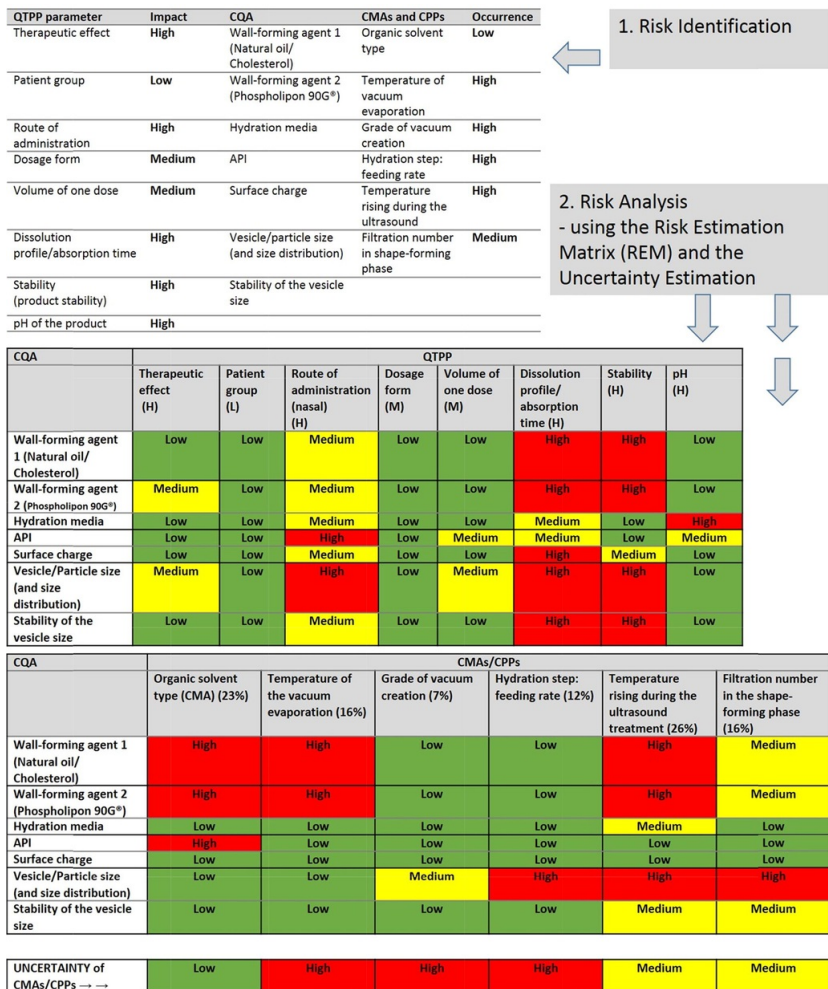 QTPP parameter Impact CQA CMAs and CPPs Occurrence
Therapeutic effect High Wall-forming agent 1 Organic solvent Low
(Natural oil/ type
Cholesterol)
Patient group Low Wall-forming agent 2 Temperature of High
(Phospholipon 90G®) vacuum
evaporation
Route of High Hydration media Grade of vacuum High
administration creation
Dosage form Medium API Hydration step: High
feeding rate
Volume of one dose Medium Surface charge Temperature High
rising during the
ultrasound
Dissolution High Vesicle/particle size Filtration number Medium
profile/absorption time (and size distribution) in shape-forming
phase
Stability High Stability of the vesicle
(product stability) size
pH of the product High
1. Risk Identification
2. Risk Analysis
- using the Risk Estimation
Matrix (REM) and the
Uncertainty Estimation
CQA QTPP
Therapeutic Patient Route of Dosage Volume of Dissolution Stability pH
effect group administration form one dose profile/ (H) (H)
(H) (L) (nasal) (M) (M) absorption
(H) time (H)
Wall-forming agent Low Low Medium Low Low High High Low
1 (Natural oil/
Cholesterol)
Wall-forming agent Medium Low Medium Low Low High High Low
2 (Phospholipon 90G®)
Hydration media Low Low Medium Low Low Medium Low High
API Low Low High Low Medium Medium Low Medium
Surface charge Low Low Medium Low Low High Medium Low
Vesicle/Particle size Medium Low High Low Medium High High Low
(and size
distribution)
Stability of the Low Low Medium Low Low High High Low
vesicle size
CQA CMAs/CPPs
Organic solvent Temperature of Grade of vacuum Hydration step: Temperature Filtration number
type (CMA) (23%) the vacuum creation (7%) feeding rate (12%) rising during the in the shape-
evaporation (16%) ultrasound forming phase
treatment (26%) (16%)
Wall-forming agent 1 High High Low Low High Medium
(Natural oil/
Cholesterol)
Wall-forming agent 2 High High Low Low High Medium
(Phospholipon 90G®)
Hydration media Low Low Low Low Medium Low
API High Low Low Low Low Low
Surface charge Low Low Low Low Low Low
Vesicle/Particle size Low Low Medium High High High
(and size distribution)
Stability of the vesicle Low Low Low Low Medium Medium
size
UNCERTAINTY of Low High High High Medium Medium
CMAs/CPPs → →